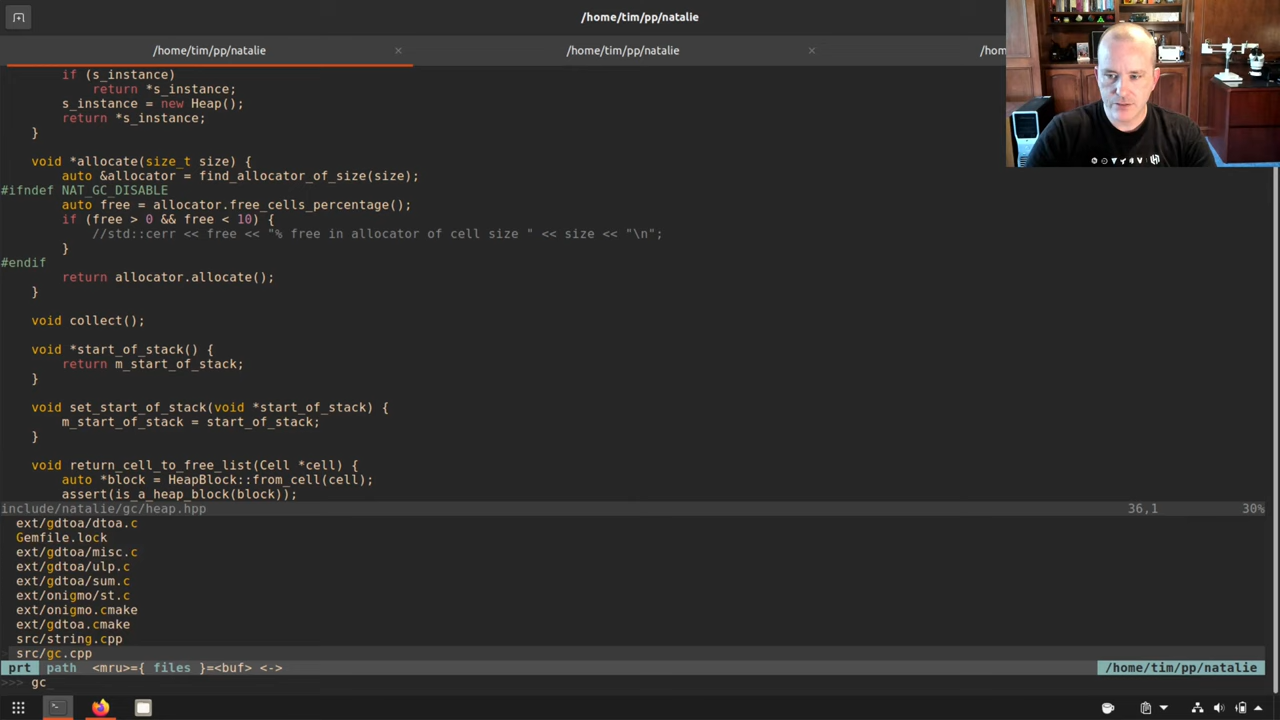 /home/tim/pp/natalie
/home/tim/pp/natalie ×
/home/tim/pp/natalie ×
/hom
if (s_instance)
return *s_instance;
s_instance = new Heap();
return *s_instance;
}
void *allocate(size_t size) {
auto &allocator = find_allocator_of_size(size);
#ifndef NAT_GC_DISABLE
auto free = allocator.free_cells_percentage();
if (free > 0 && free < 10) {
//std::cerr << free << "% free in allocator of cell size " << size << "\n";
}
#endif
return allocator.allocate();
}
void collect();
void *start_of_stack() {
return m_start_of_stack;
}
void set_start_of_stack(void *start_of_stack) {
m_start_of_stack = start_of_stack;
}
void return_cell_to_free_list(Cell *cell) {
auto *block = HeapBlock::from_cell(cell);
assert(is_a_heap_block(block));
include/natalie/gc/heap.hpp 36,1 30%
ext/gdtoa/dtoa.c
Gemfile.lock
ext/gdtoa/misc.c
ext/gdtoa/ulp.c
ext/gdtoa/sum.c
ext/onigmo/st.c
ext/onigmo.cmake
ext/gdtoa.cmake
src/string.cpp
> src/gc.cpp
prt path <mru>={ files }=<buf> <-> /home/tim/pp/natalie
>>> gc